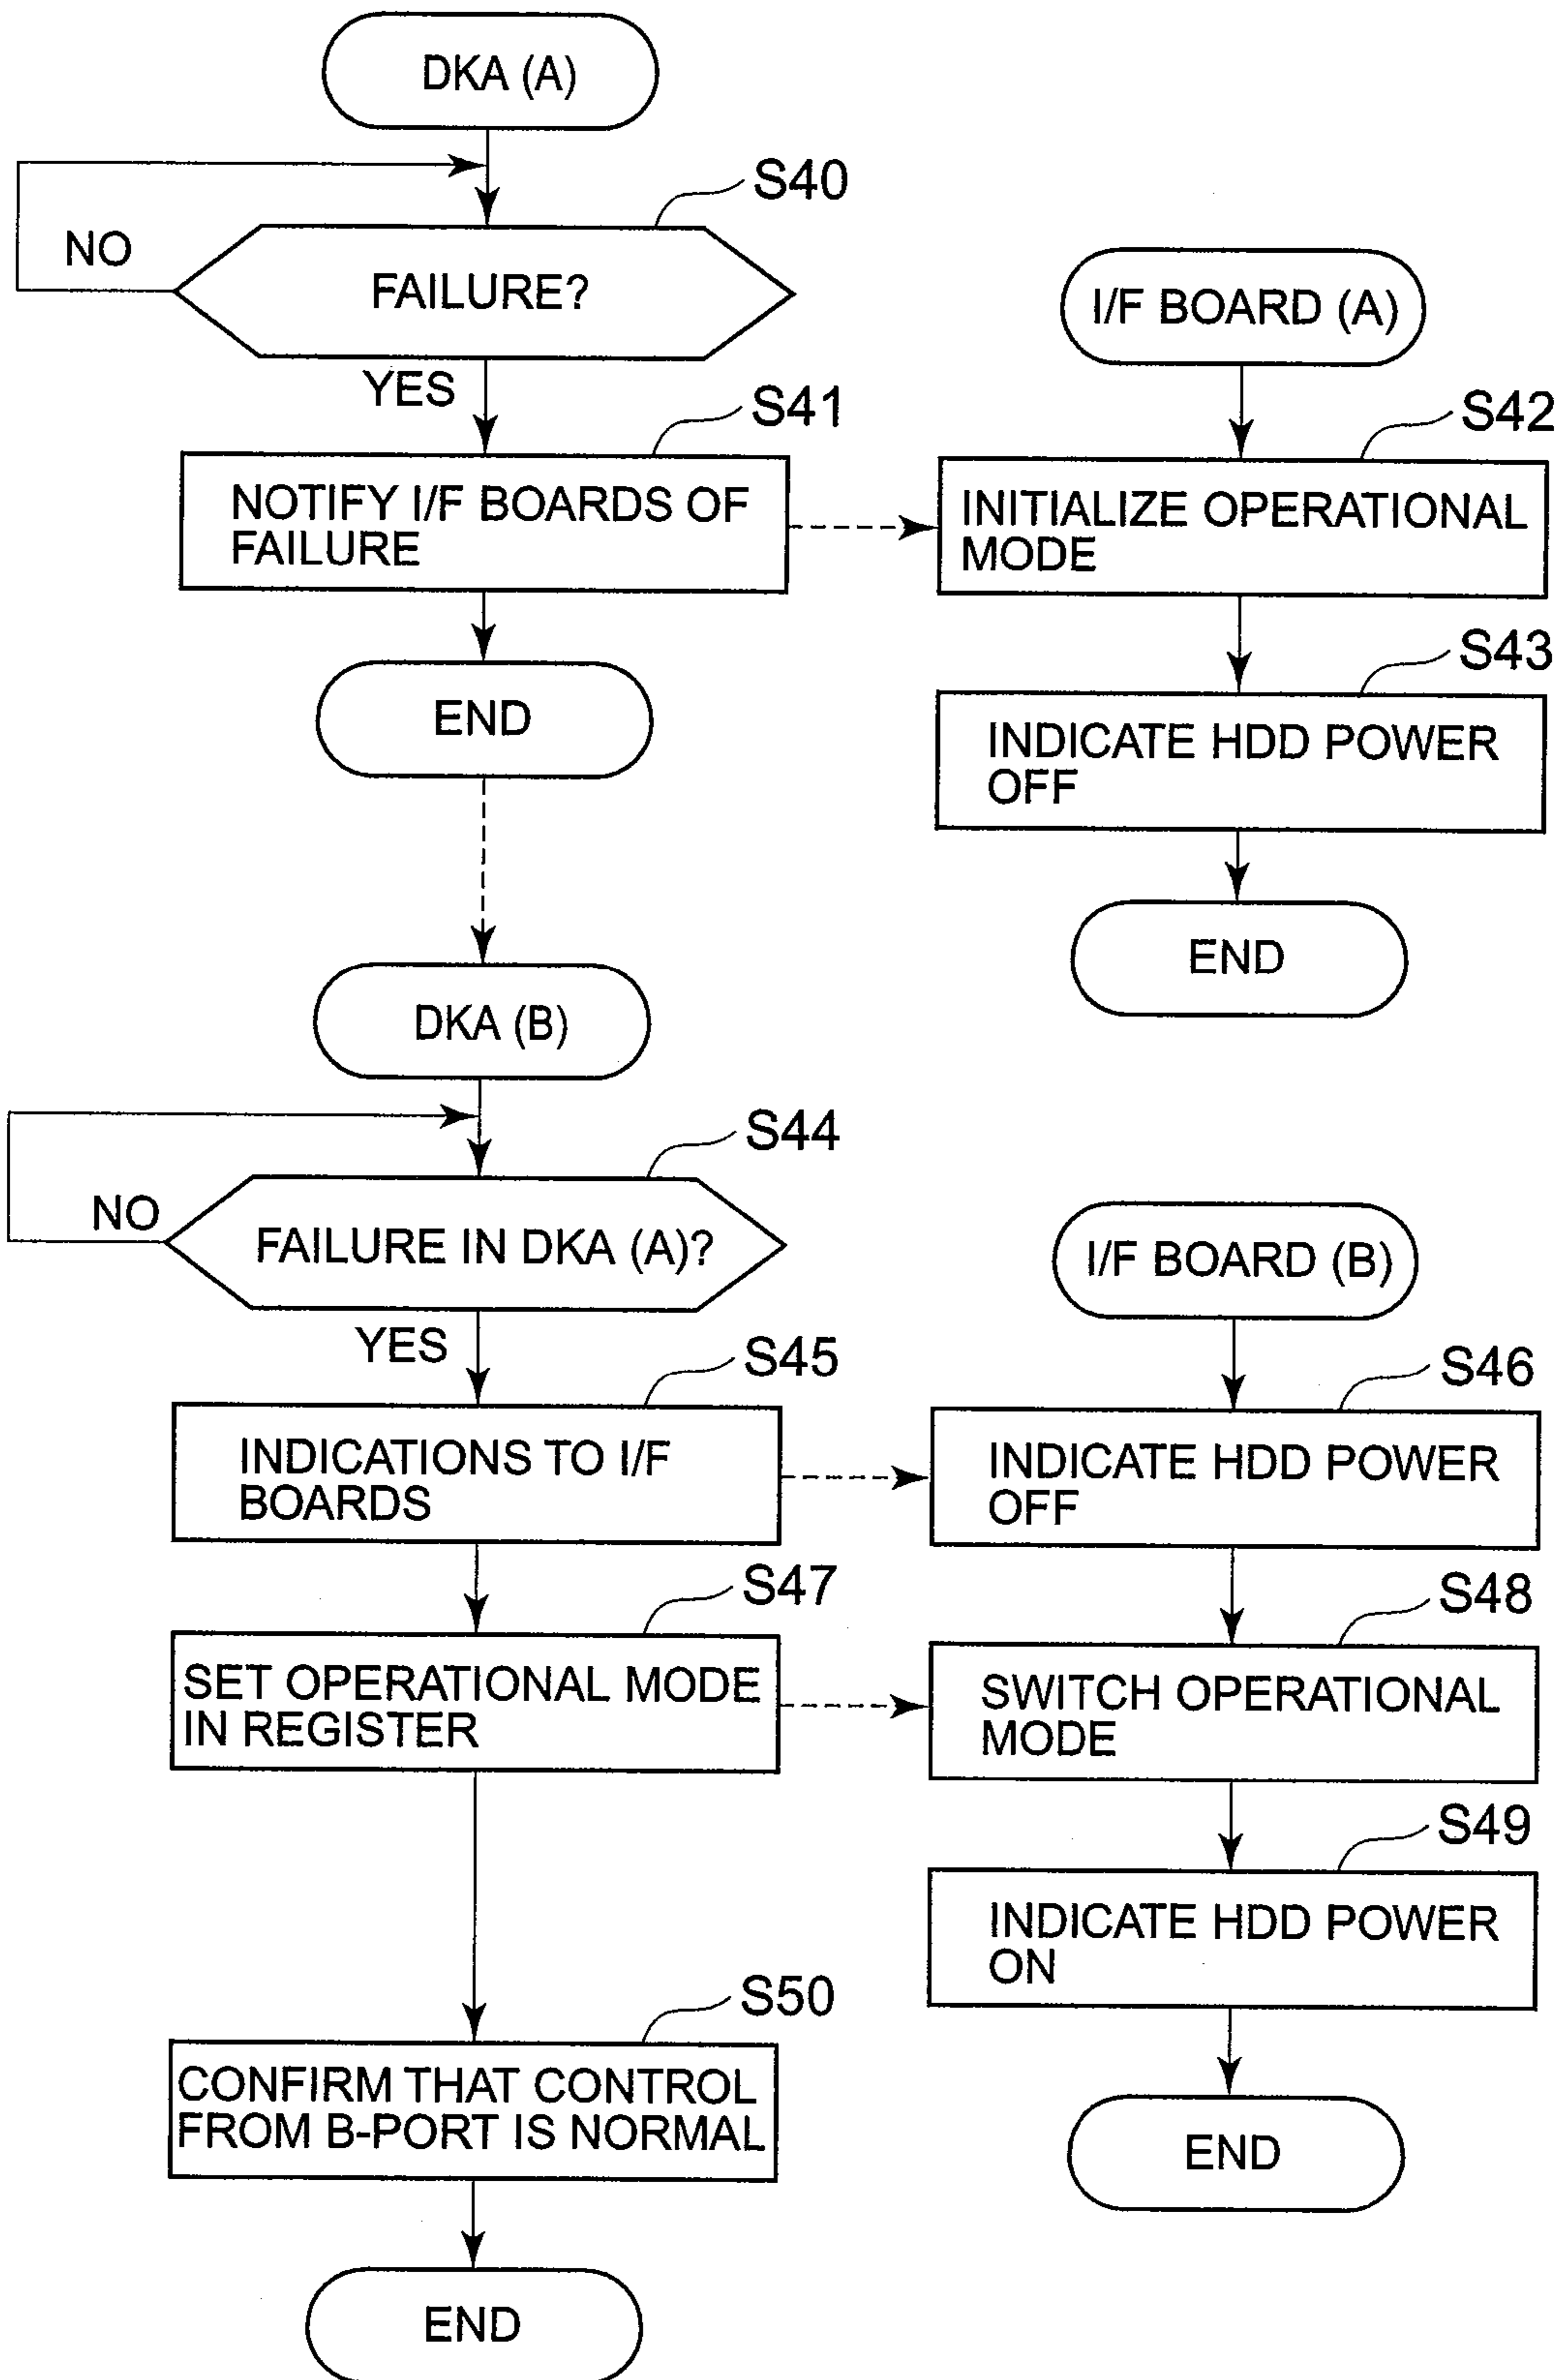 DKA (A)
S40
NO
FAILURE?
YES
S41
NOTIFY I/F BOARDS OF
FAILURE
END
I/F BOARD (A)
S42
INITIALIZE OPERATIONAL
MODE
S43
INDICATE HDD POWER
OFF
END
DKA (B)
S44
NO
FAILURE IN DKA (A)?
YES
S45
INDICATIONS TO I/F
BOARDS
S47
SET OPERATIONAL MODE
IN REGISTER
S50
CONFIRM THAT CONTROL
FROM B-PORT IS NORMAL
END
I/F BOARD (B)
S46
INDICATE HDD POWER
OFF
S48
SWITCH OPERATIONAL
MODE
S49
INDICATE HDD POWER
ON
END